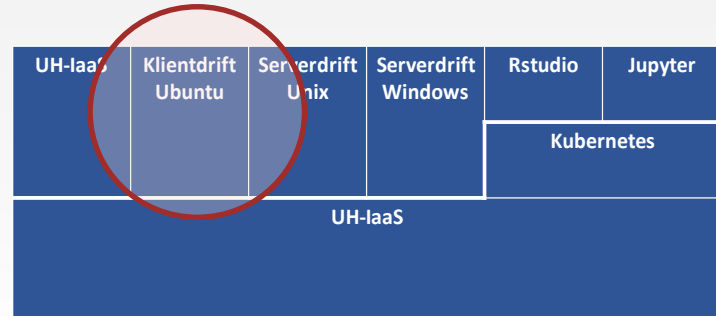 UH-IaaS
Klientdrift
Ubuntu
Serverdrift
Unix
Serverdrift
Windows
Rstudio
Jupyter
Kubernetes
UH-IaaS